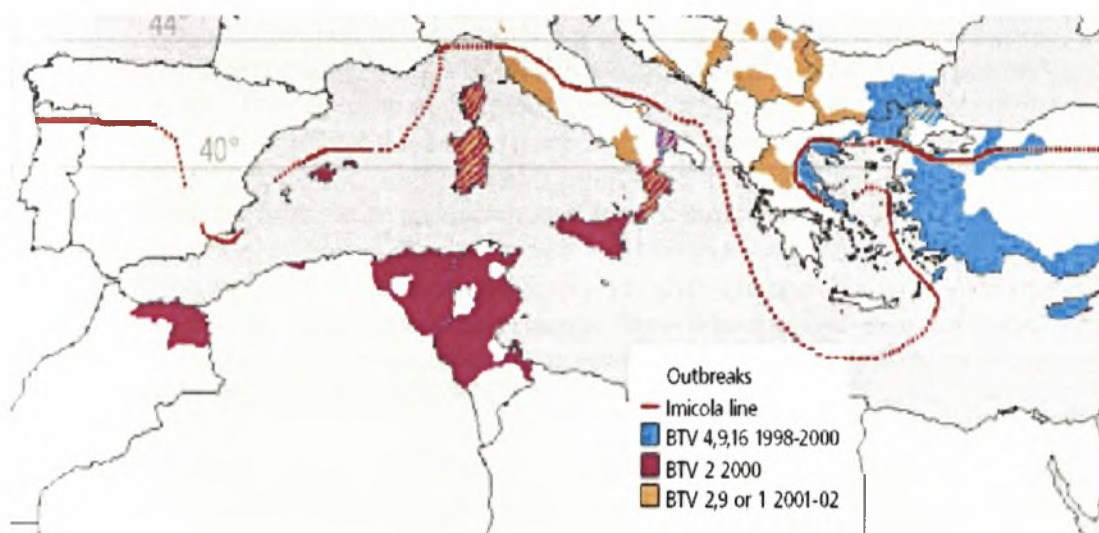 44°
40°
Outbreaks
Imicola line
BTV 4,9,16 1998-2000
BTV 2 2000
BTV 2,9 or 1 2001-02